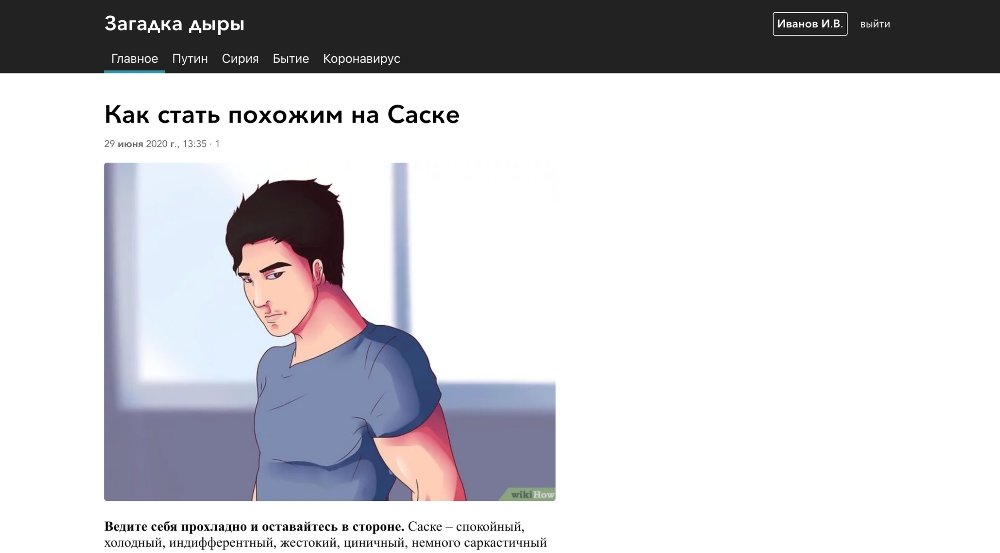 Загадка дыры
Иванов И.В. выйти
Главное Путин Сирия Бытие Коронавирус
Как стать похожим на Саске
29 июня 2020 г., 13:35 · 1
wikiHow
Ведите себя прохладно и оставайтесь в стороне. Саске – спокойный,
холодный, индифферентный, жестокий, циничный, немного саркастичный